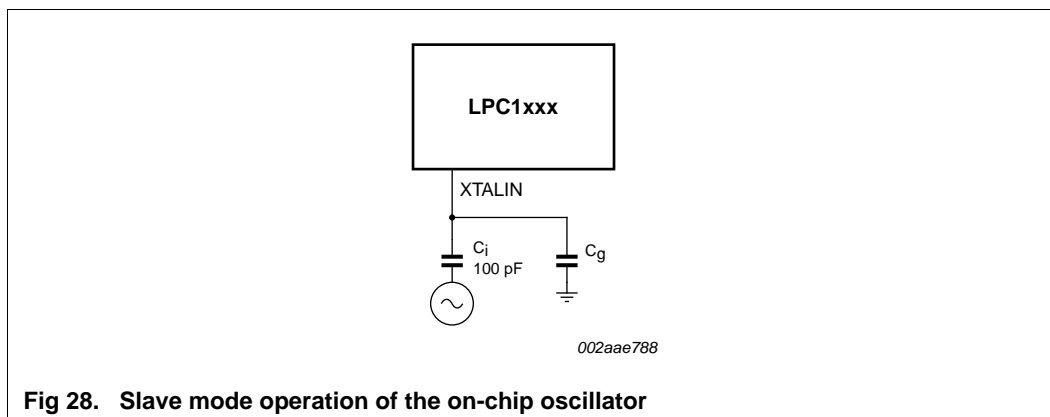 LPC1xxx
XTALIN
Ci
100 pF
Cg
002aae788
Fig 28. Slave mode operation of the on-chip oscillator